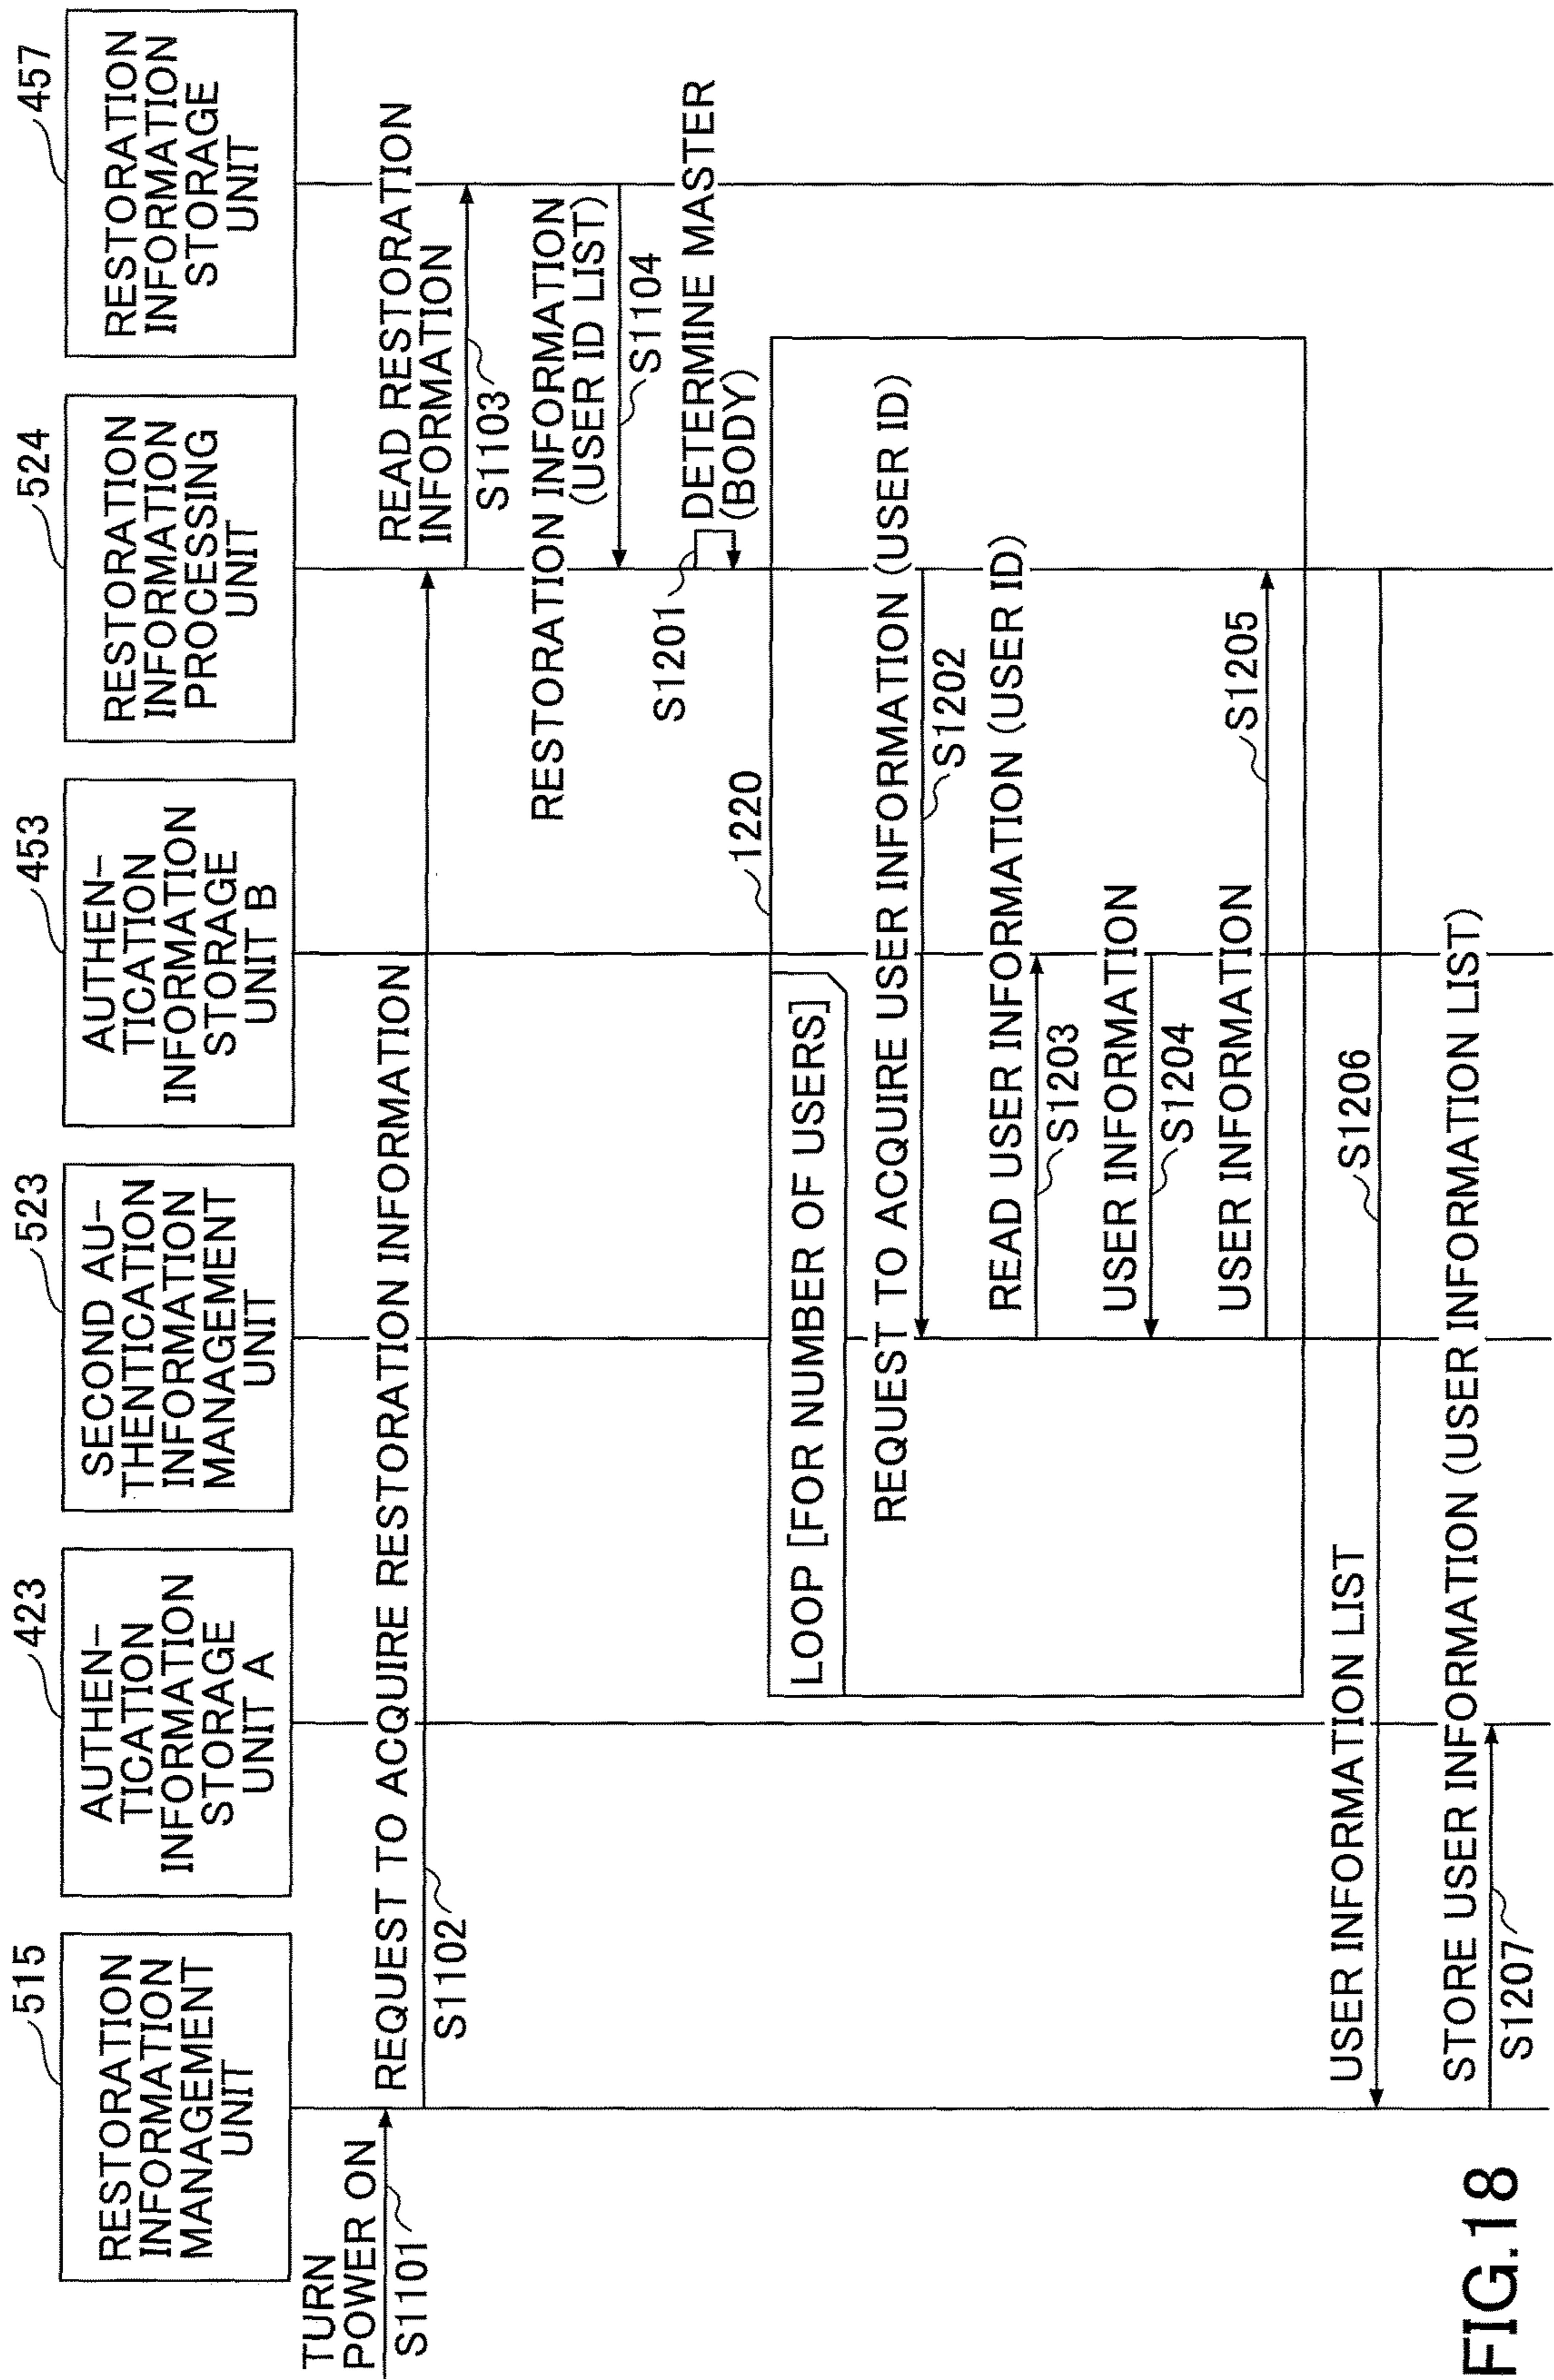 515
RESTORATION
INFORMATION
MANAGEMENT
UNIT
423
AUTHEN-
TICATION
INFORMATION
STORAGE
UNIT A
523
SECOND AU-
THENTICATION
INFORMATION
MANAGEMENT
UNIT
453
AUTHEN-
TICATION
INFORMATION
STORAGE
UNIT B
524
RESTORATION
INFORMATION
PROCESSING
UNIT
457
RESTORATION
INFORMATION
STORAGE
UNIT
TURN
POWER ON
S1101
REQUEST TO ACQUIRE RESTORATION INFORMATION
S1102
READ RESTORATION
INFORMATION
S1103
RESTORATION INFORMATION
(USER ID LIST)
S1104
S1201
DETERMINE MASTER
(BODY)
1220
LOOP [FOR NUMBER OF USERS]
REQUEST TO ACQUIRE USER INFORMATION (USER ID)
S1202
READ USER INFORMATION (USER ID)
S1203
USER INFORMATION
S1204
USER INFORMATION
S1205
USER INFORMATION LIST
S1206
STORE USER INFORMATION (USER INFORMATION LIST)
S1207
FIG.18